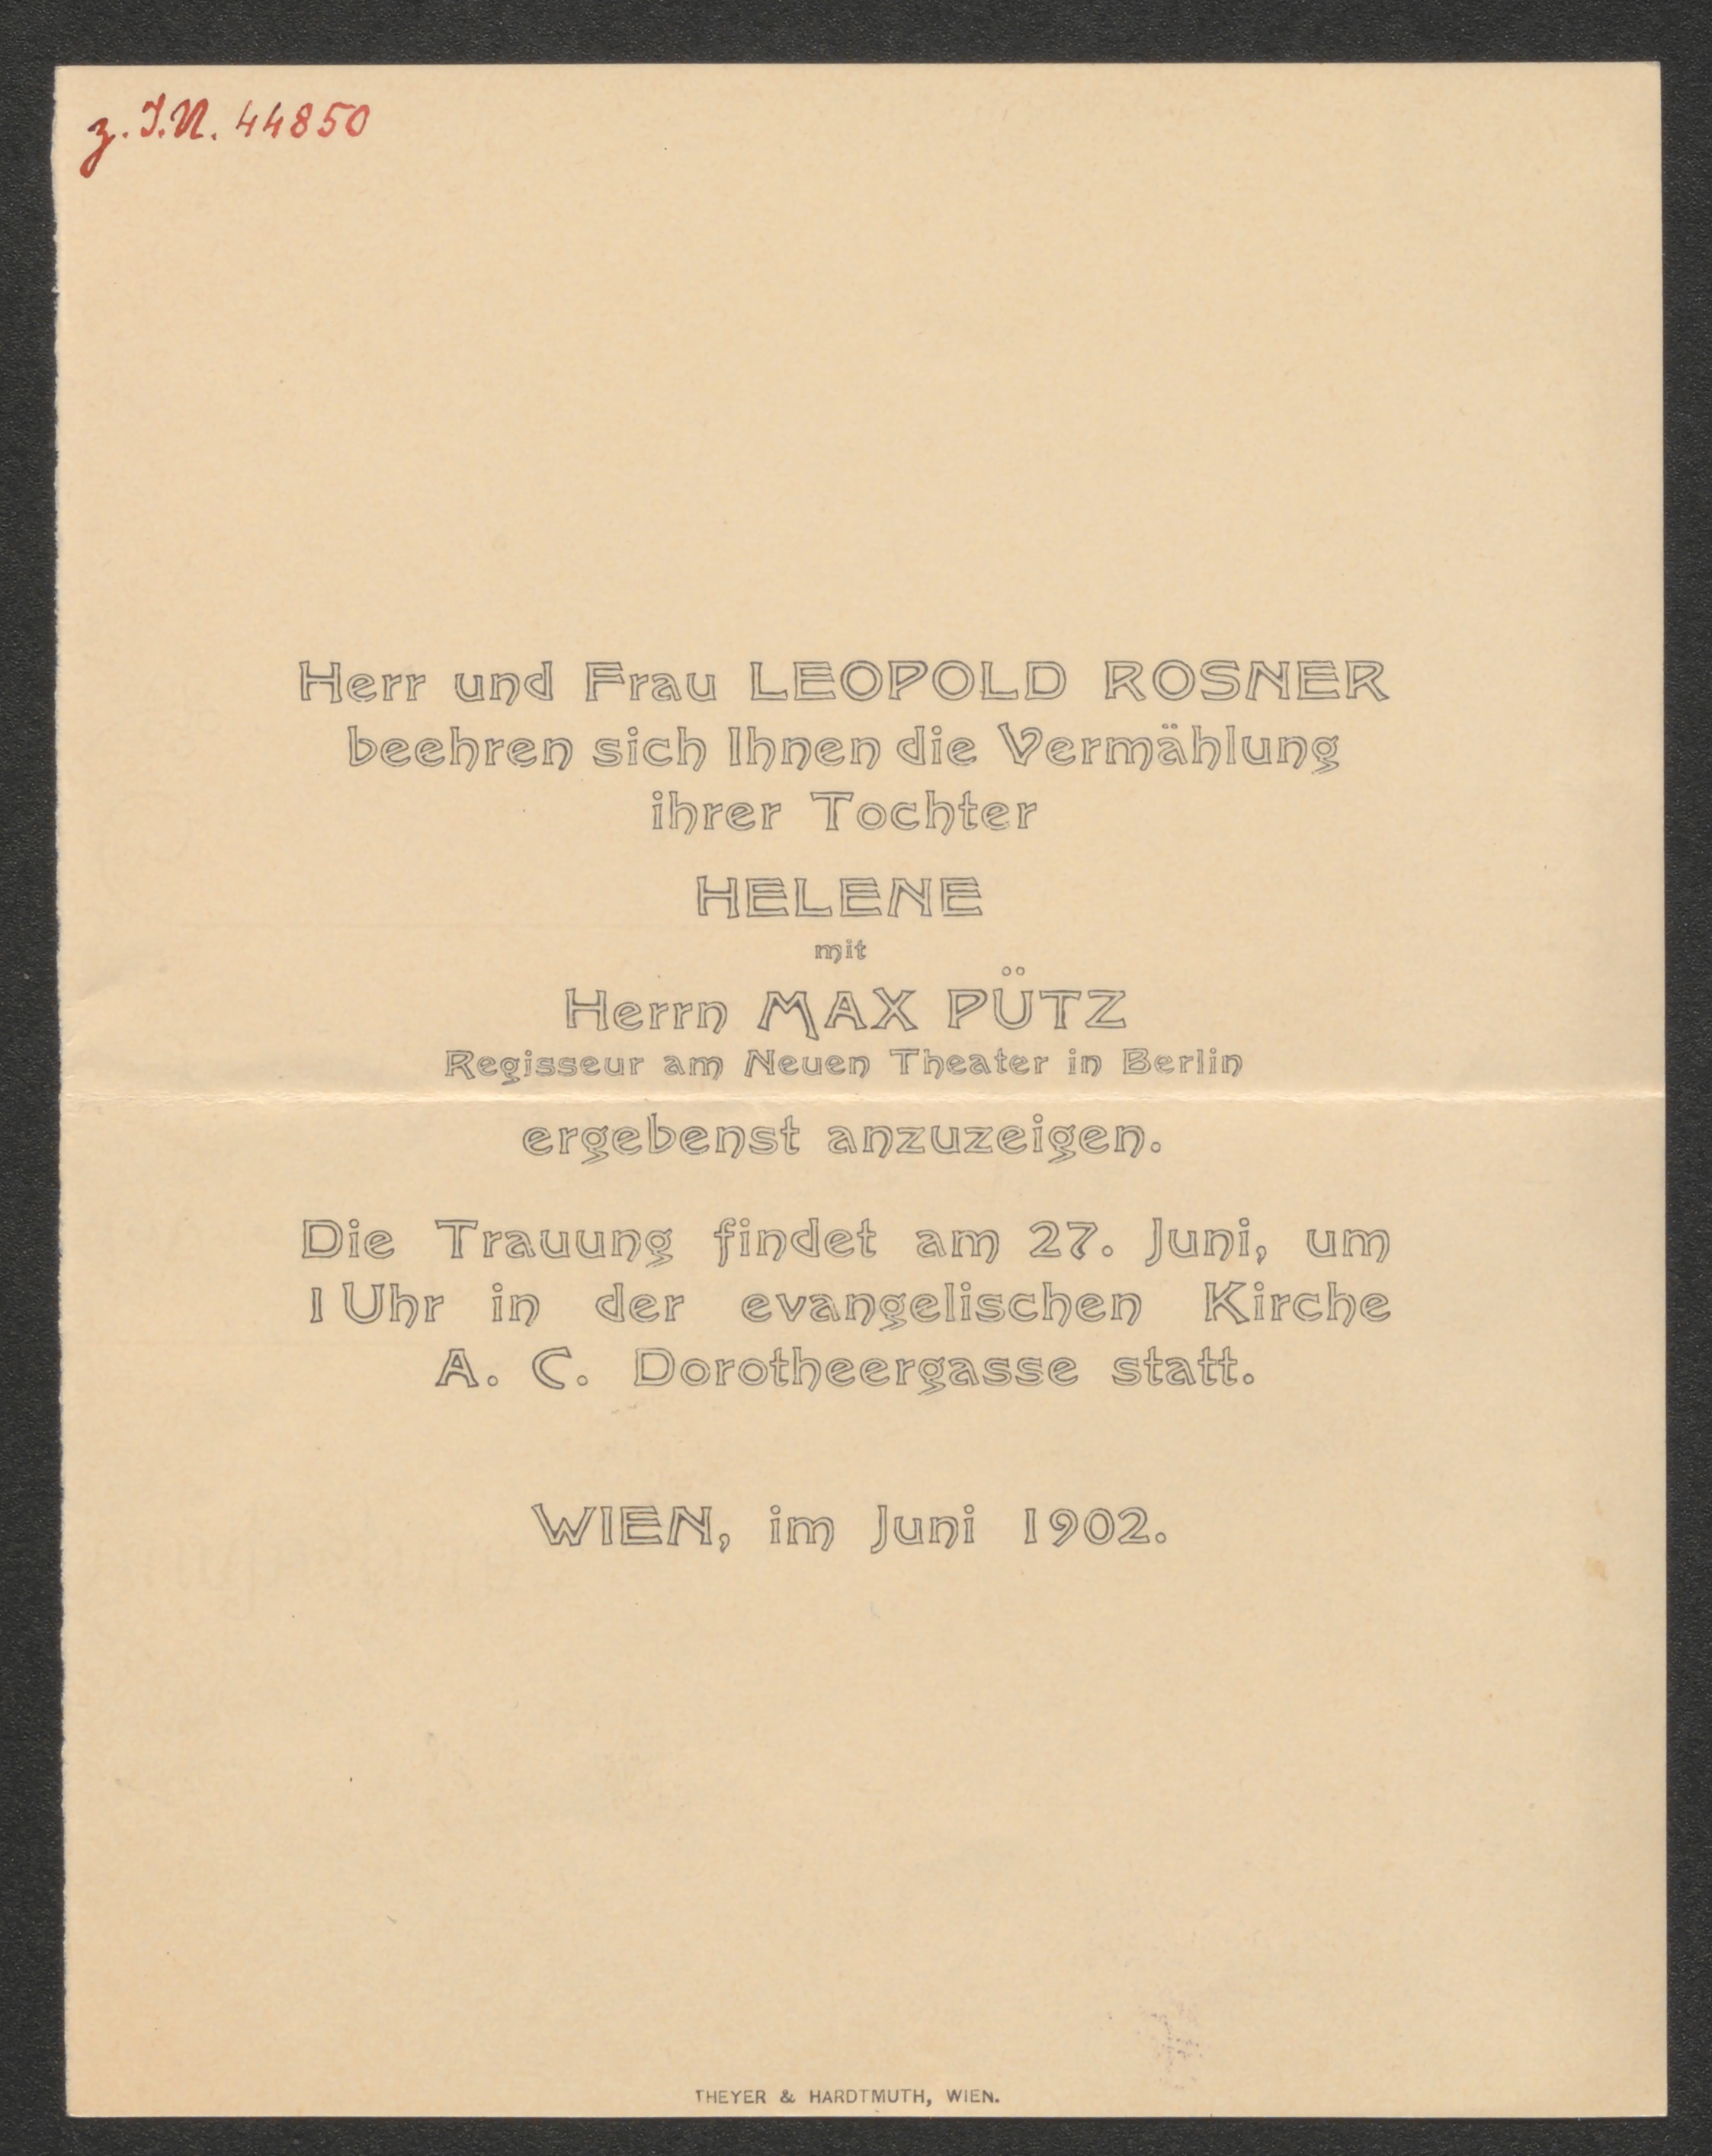 z. I.N. 44850
Herr und Frau LEOPOLD ROSNER
beehren sich Ihnen die Vermählung
ihrer Tochter
HELENE
mit
Herrn MAX PÜTZ
Regisseur am Neuen Theater in Berlin
ergebenst anzuzeigen.
Die Trauung findet am 27. Juni, um
1 Uhr in der evangelischen Kirche
A. C. Dorotheergasse statt.
WIEN, im Juni 1902.
THEYER & HARDTMUTH, WIEN.